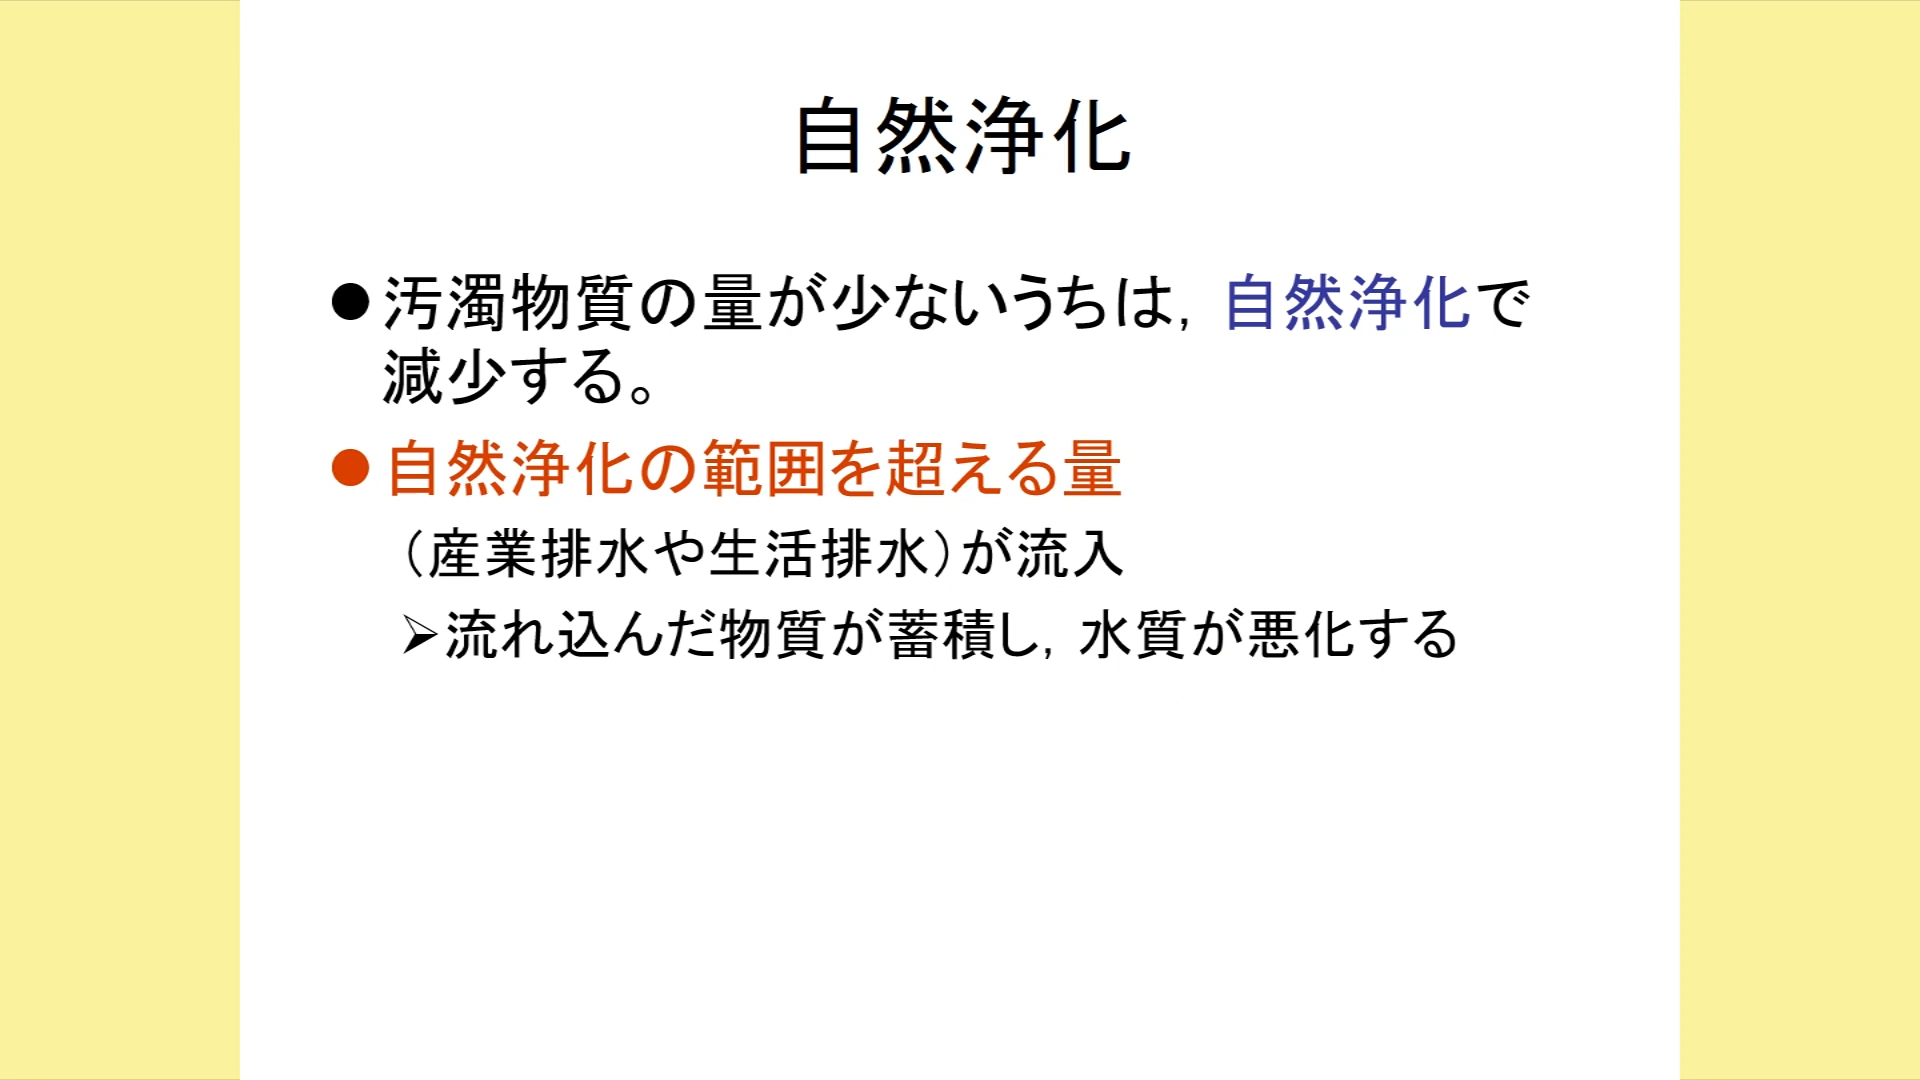 自然浄化
●汚濁物質の量が少ないうちは，自然浄化で
減少する。
●自然浄化の範囲を超える量
（産業排水や生活排水）が流入
➢流れ込んだ物質が蓄積し，水質が悪化する